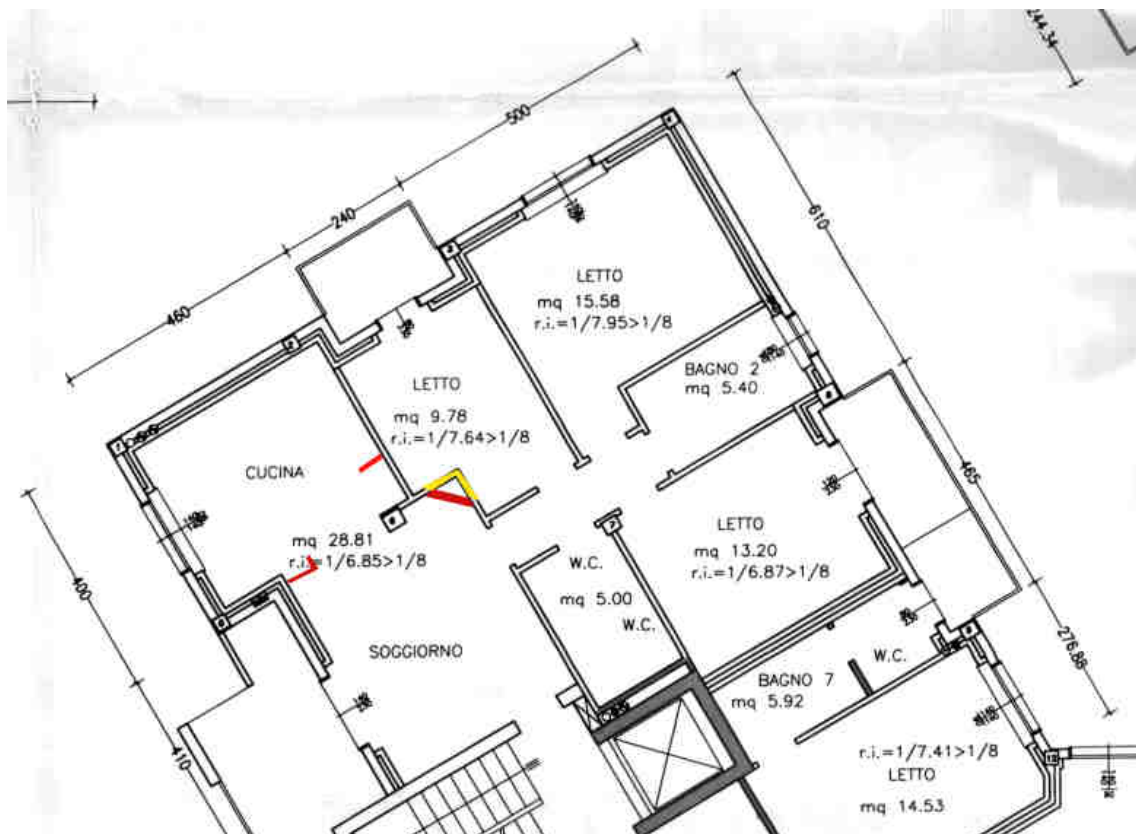 244.34
500
240
460
610
LETTO
mq 15.58
r.i.=1/7.95>1/8
BAGNO 2
mq 5.40
LETTO
mq 9.78
r.i.=1/7.64>1/8
CUCINA
465
mq 28.81
r.i.=1/6.85>1/8
LETTO
mq 13.20
r.i.=1/6.87>1/8
W.C.
mq 5.00
W.C.
400
SOGGIORNO
276.88
W.C.
BAGNO 7
mq 5.92
410
r.i.=1/7.41>1/8
LETTO
mq 14.53